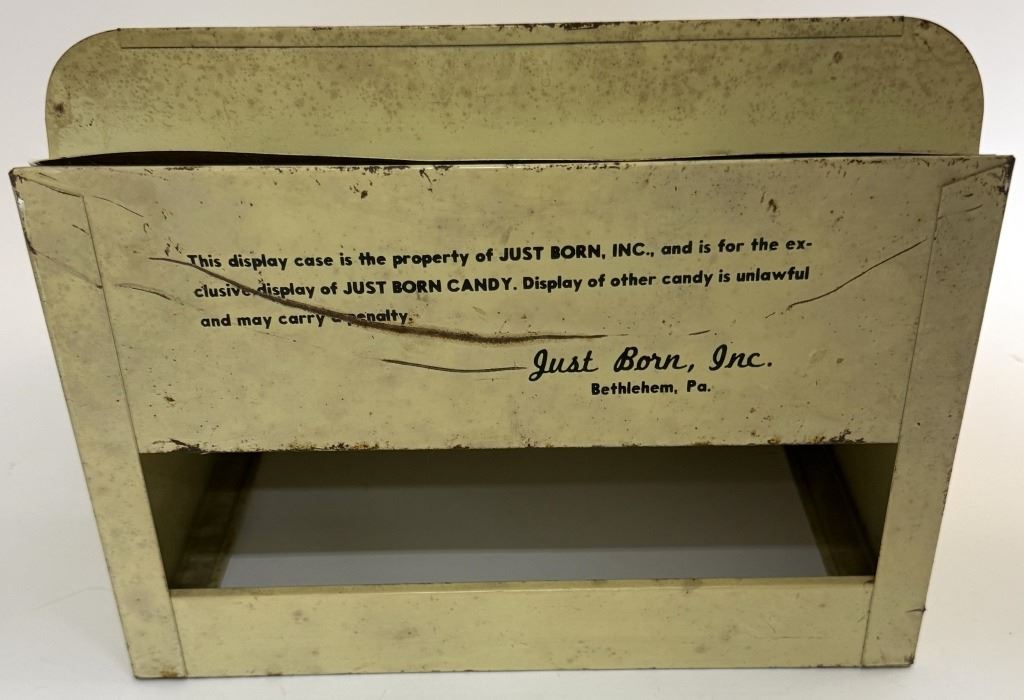 This display case is the property of JUST BORN, INC., and is for the ex-
clusive display of JUST BORN CANDY. Display of other candy is unlawful
and may carry a penalty.
Just Born, Inc.
Bethlehem, Pa.